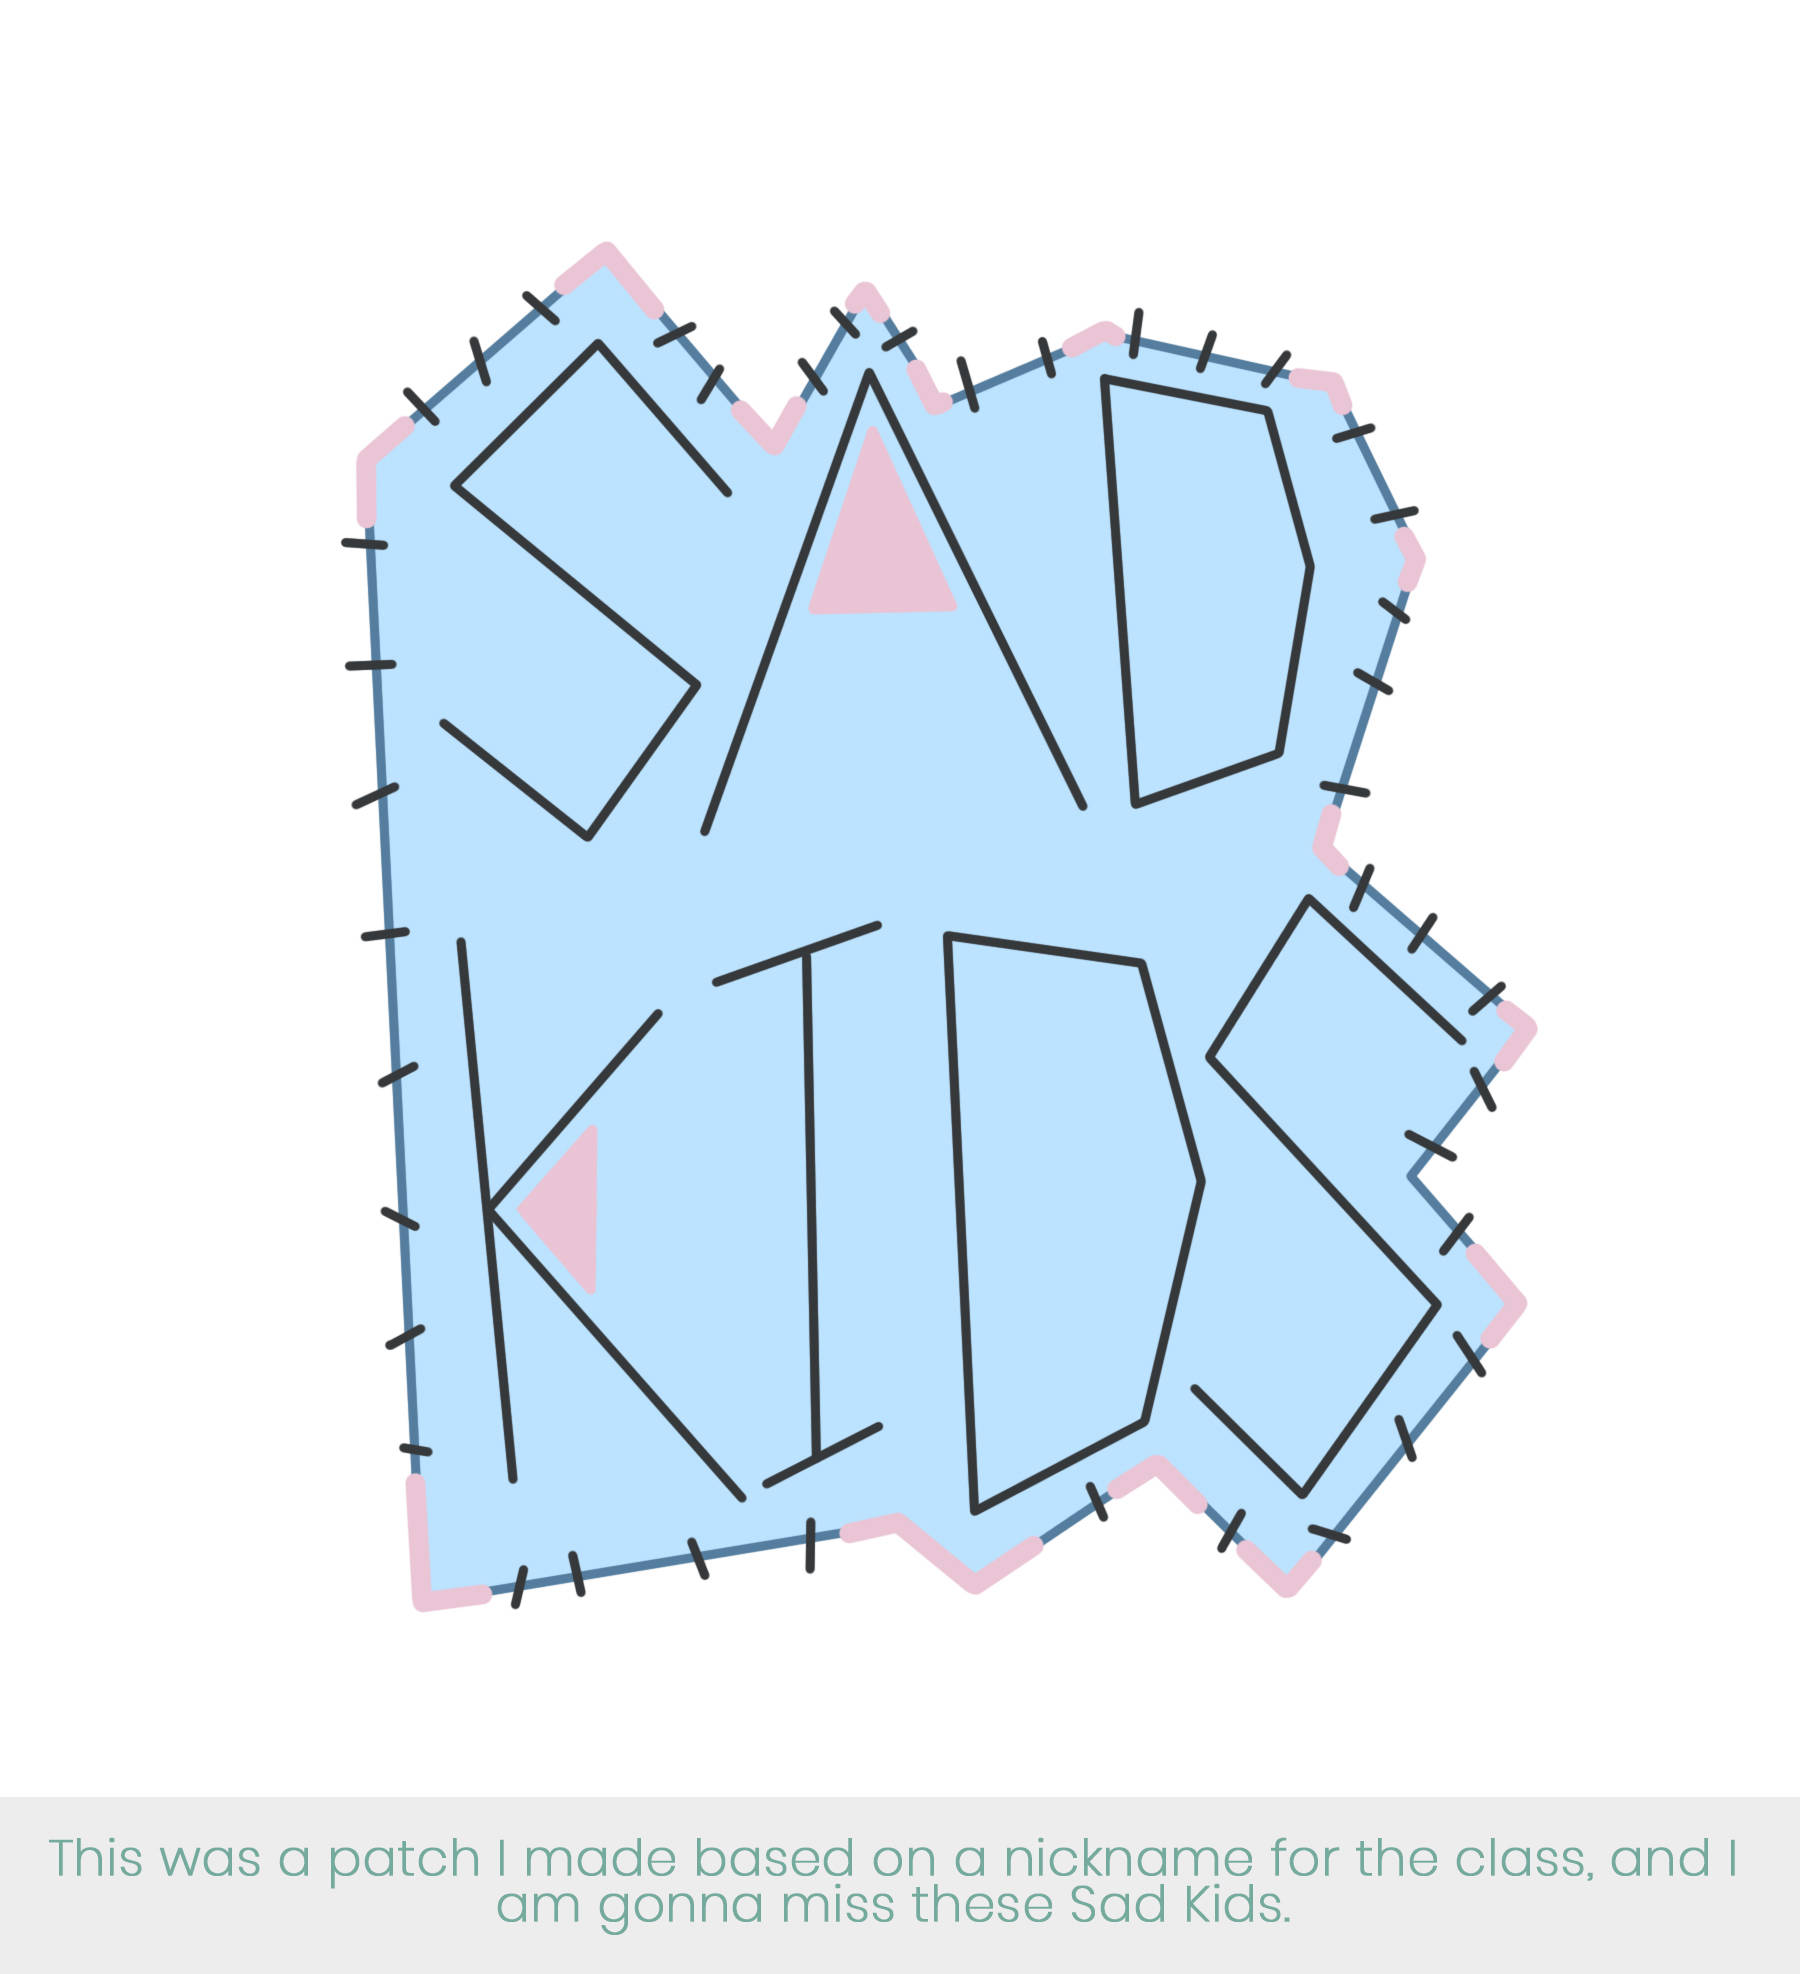 SAD
KIDS
This was a patch I made based on a nickname for the class, and I
am gonna miss these Sad Kids.